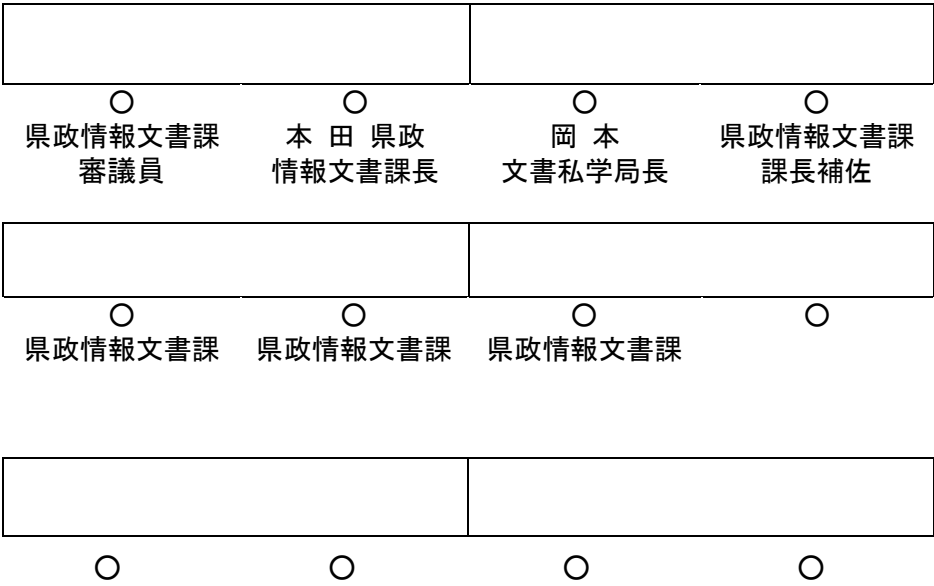 ○ ○ ○ ○
県政情報文書課 本 田 県政 岡 本 県政情報文書課
審議員 情報文書課長 文書私学局長 課長補佐
○ ○ ○ ○
県政情報文書課 県政情報文書課 県政情報文書課
○ ○ ○ ○